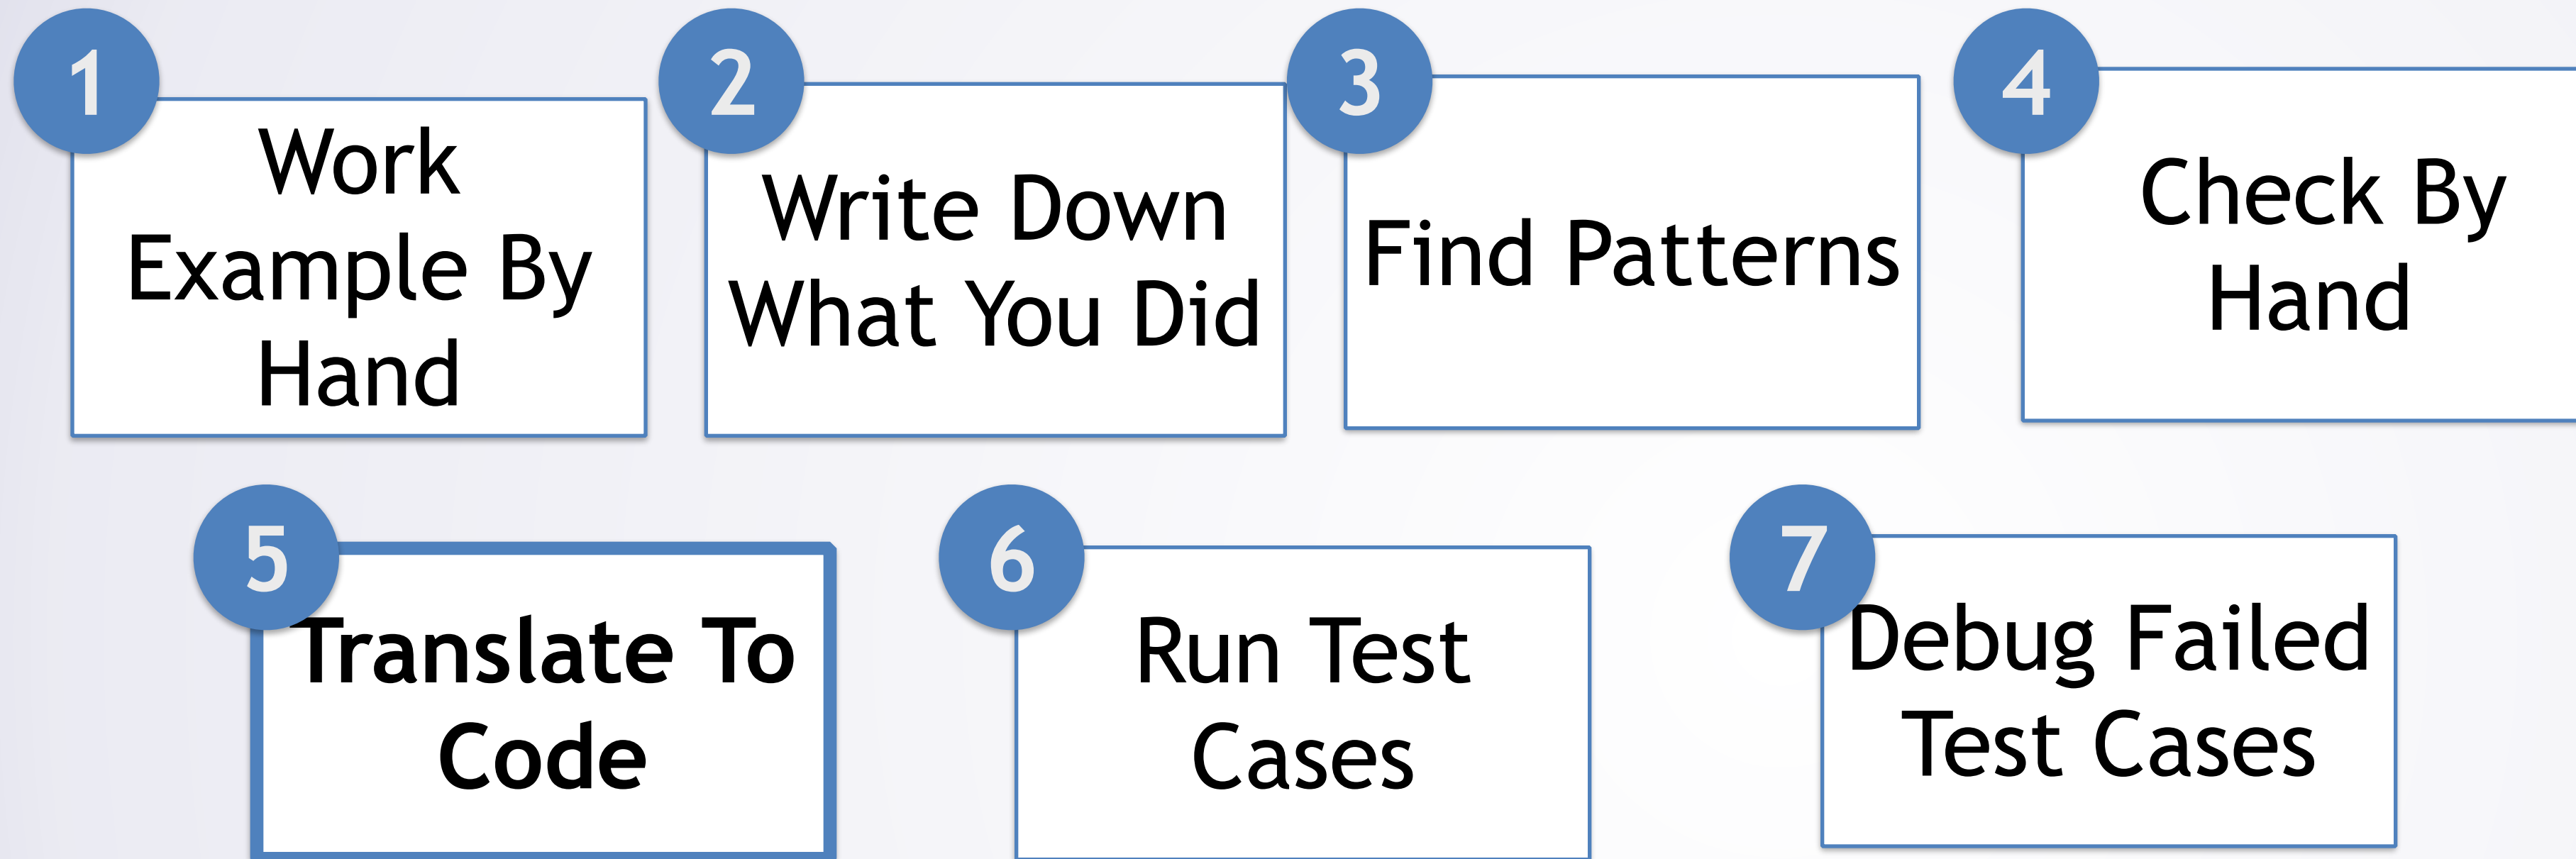 1
Work
Example By
Hand
2
Write Down
What You Did
3
Find Patterns
4
Check By
Hand
5
Translate To
Code
6
Run Test
Cases
7
Debug Failed
Test Cases